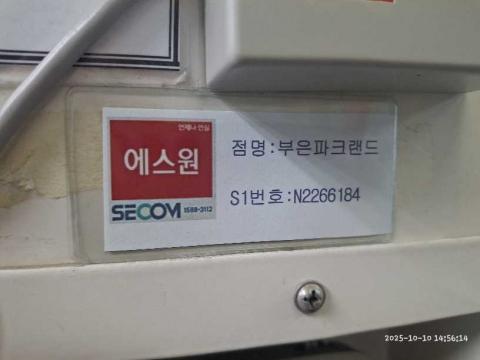 언제나 안심
에스원
SECOM 1588-3112
점명:부은파크랜드
S1번호:N2266184
2025-10-10 14:56:14